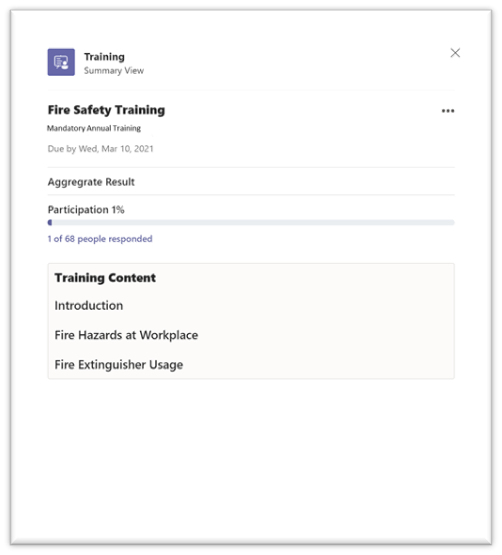 Training
Summary View
Fire Safety Training
Mandatory Annual Training
Due by Wed, Mar 10, 2021
Aggregrate Result
Participation 1%
1 of 68 people responded
Training Content
Introduction
Fire Hazards at Workplace
Fire Extinguisher Usage